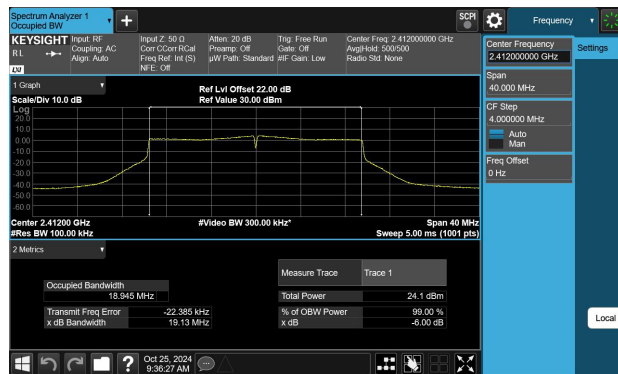 Spectrum Analyzer 1
Occupied BW
+
SCPI
Frequency
KEYSIGHT
RL
LXI
Input: RF
Coupling: AC
Align: Auto
Input Z: 50 Ω
Corr CCorr RCal
Freq Ref: Int (S)
NFE: Off
Atten: 20 dB
Preamp: Off
µW Path: Standard
Trig: Free Run
Gate: Off
#IF Gain: Low
Center Freq: 2.412000000 GHz
Avg|Hold: 500/500
Radio Std: None
Center Frequency
2.412000000 GHz
Settings
Span
40.000 MHz
CF Step
4.000000 MHz
Auto
Man
Freq Offset
0 Hz
Local
1 Graph
Scale/Div 10.0 dB
Ref Lvl Offset 22.00 dB
Ref Value 30.00 dBm
Log
20.0
10.0
0.00
-10.0
-20.0
-30.0
-40.0
-50.0
-60.0
Center 2.41200 GHz
#Res BW 100.00 kHz
#Video BW 300.00 kHz*
Span 40 MHz
Sweep 5.00 ms (1001 pts)
2 Metrics
Measure Trace Trace 1
Occupied Bandwidth
18.945 MHz
Total Power 24.1 dBm
Transmit Freq Error -22.385 kHz
% of OBW Power 99.00 %
x dB Bandwidth 19.13 MHz
x dB -6.00 dB
?
Oct 25, 2024
9:36:27 AM